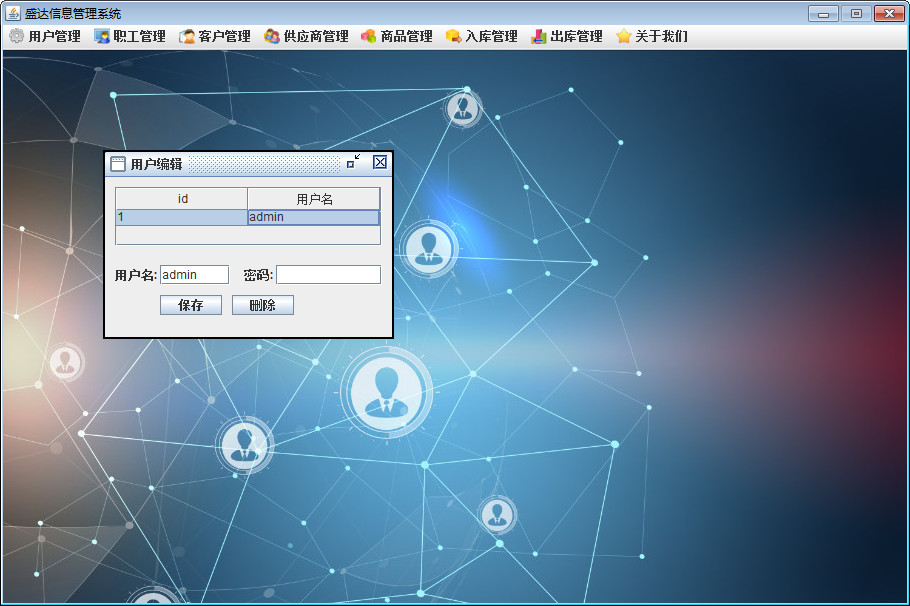 盛达信息管理系统
用户管理 职工管理 客户管理 供应商管理 商品管理 入库管理 出库管理 关于我们
用户编辑
id 用户名
1 admin
用户名: admin 密码:
保存 删除